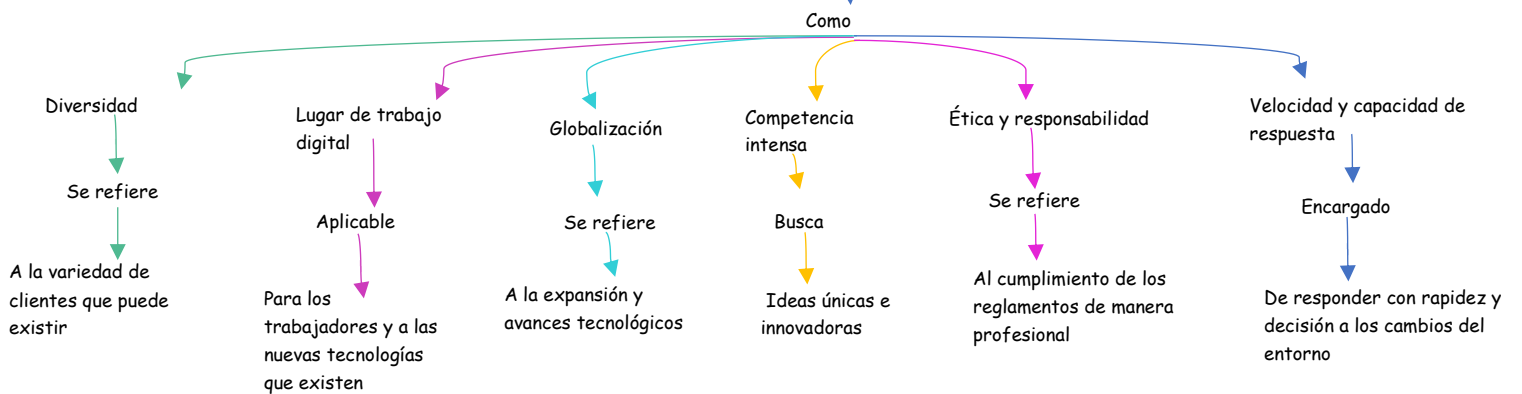 Como
Diversidad
Se refiere
A la variedad de
clientes que puede
existir
Lugar de trabajo
digital
Aplicable
Para los
trabajadores y a las
nuevas tecnologías
que existen
Globalización
Se refiere
A la expansión y
avances tecnológicos
Competencia
intensa
Busca
Ideas únicas e
innovadoras
Ética y responsabilidad
Se refiere
Al cumplimiento de los
reglamentos de manera
profesional
Velocidad y capacidad de
respuesta
Encargado
De responder con rapidez y
decisión a los cambios del
entorno